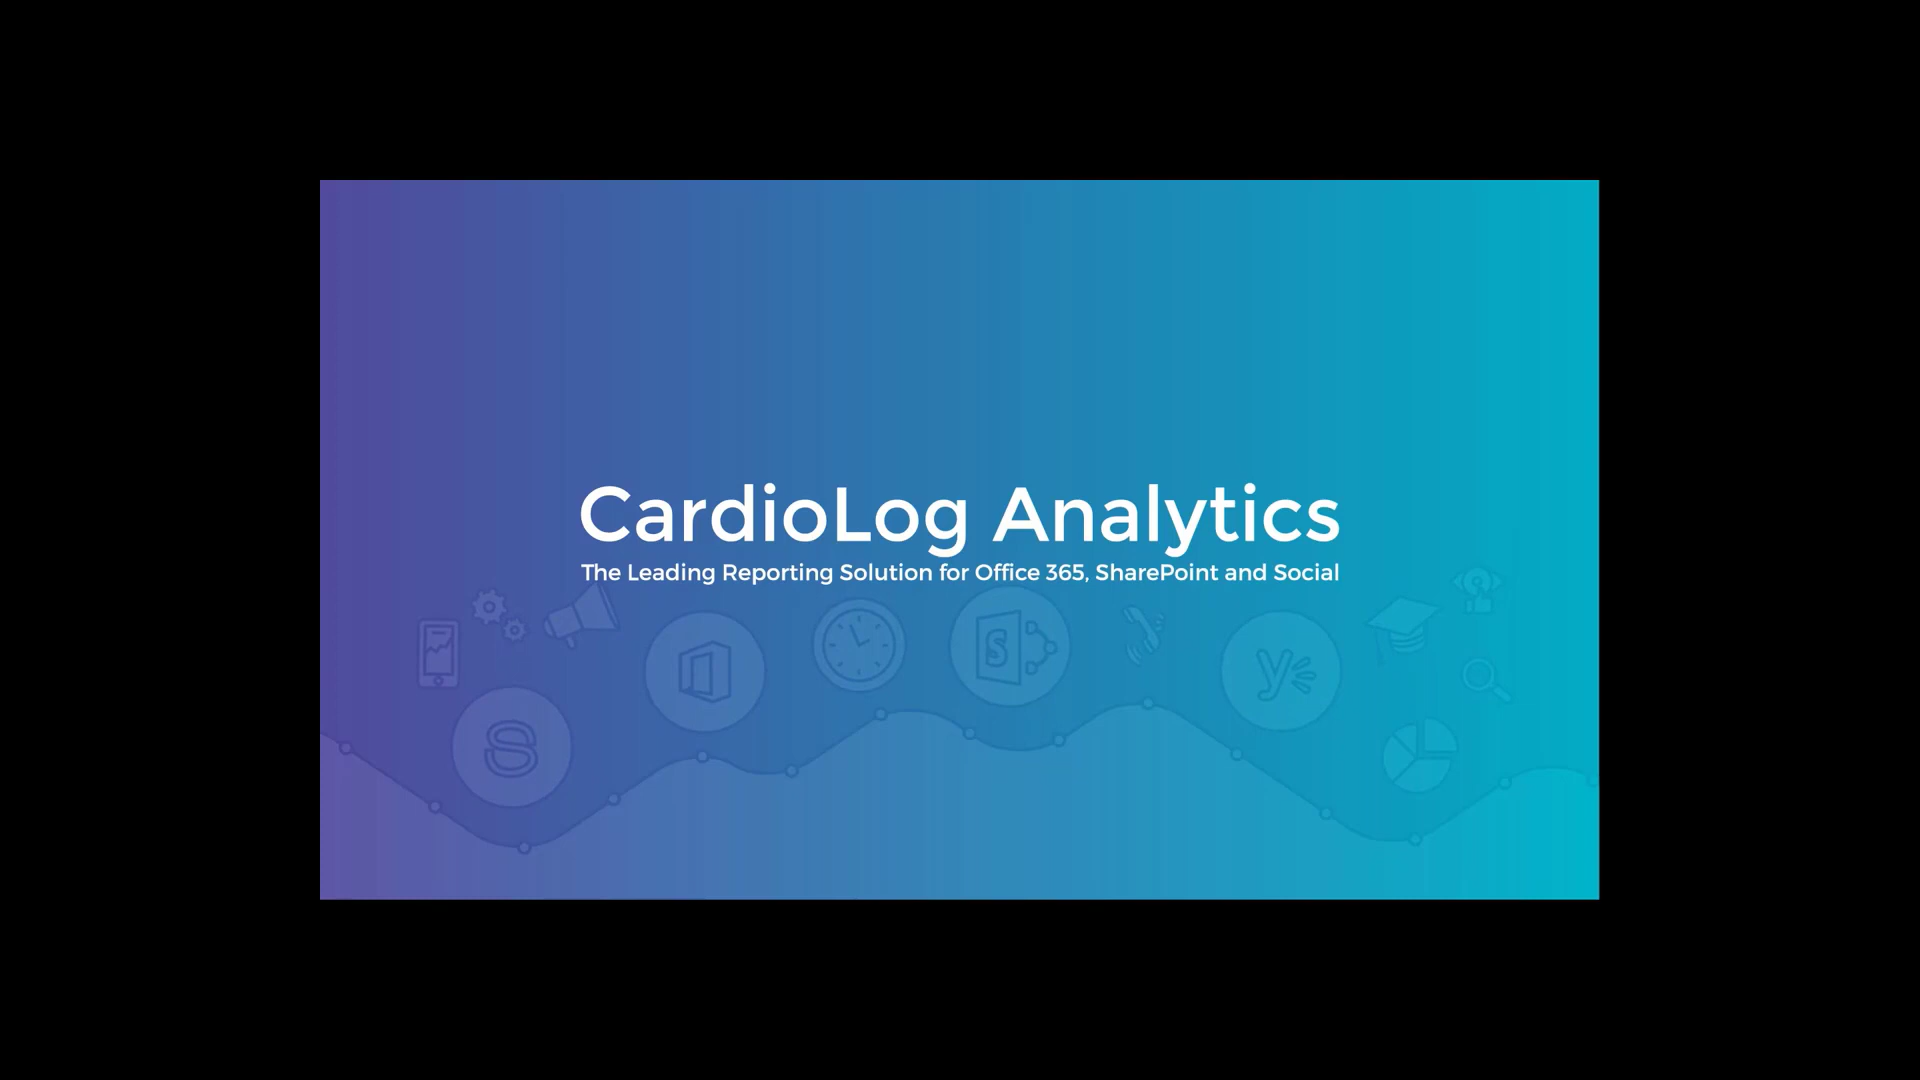 CardioLog Analytics
The Leading Reporting Solution for Office 365, SharePoint and Social